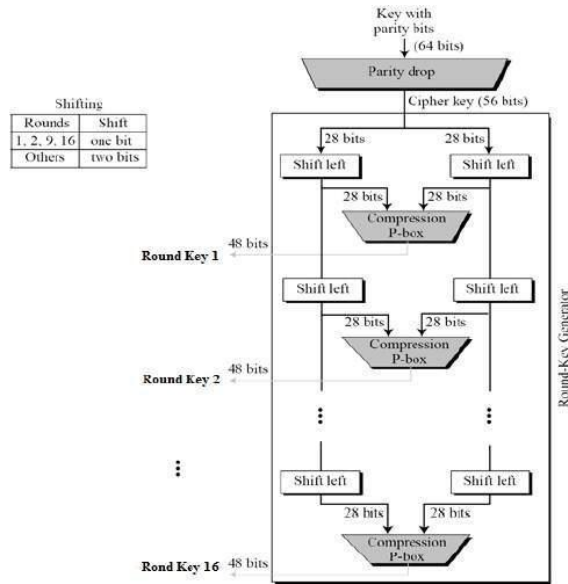 Key with
parity bits
(64 bits)
Parity drop
Cipher key (56 bits)
Shifting
Rounds Shift
1, 2, 9, 16 one bit
Others two bits
28 bits 28 bits
Shift left Shift left
28 bits 28 bits
Compression
P-box
48 bits
Round Key 1
Shift left Shift left
28 bits 28 bits
Compression
P-box
48 bits
Round Key 2
Round-Key Generator
Shift left Shift left
28 bits 28 bits
Compression
P-box
48 bits
Rond Key 16